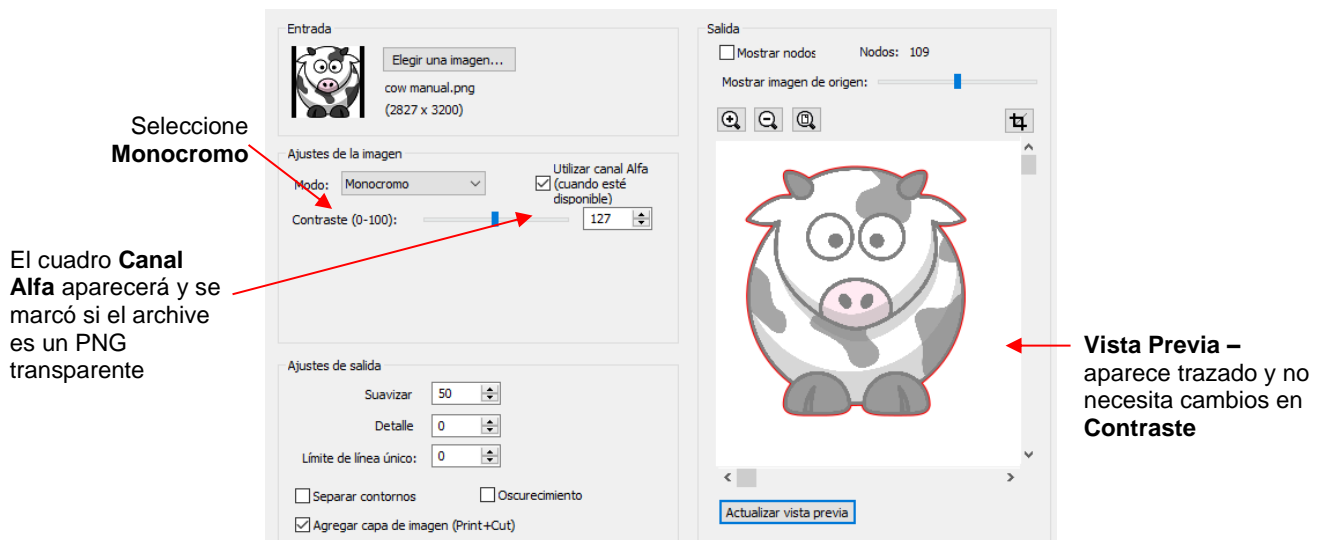 Entrada
Elegir una imagen...
cow manual.png
(2827 x 3200)
Seleccione
Monocromo
Ajustes de la imagen
Modo: Monocromo
Utilizar canal Alfa
(cuando esté
disponible)
Contraste (0-100): 127
El cuadro Canal
Alfa aparecerá y se
marcó si el archive
es un PNG
transparente
Ajustes de salida
Suavizar 50
Detalle 0
Límite de línea único: 0
Separar contornos Oscurecimiento
Agregar capa de imagen (Print+Cut)
Salida
Mostrar nodos Nodos: 109
Mostrar imagen de origen:
Vista Previa –
aparece trazado y no
necesita cambios en
Contraste
Actualizar vista previa